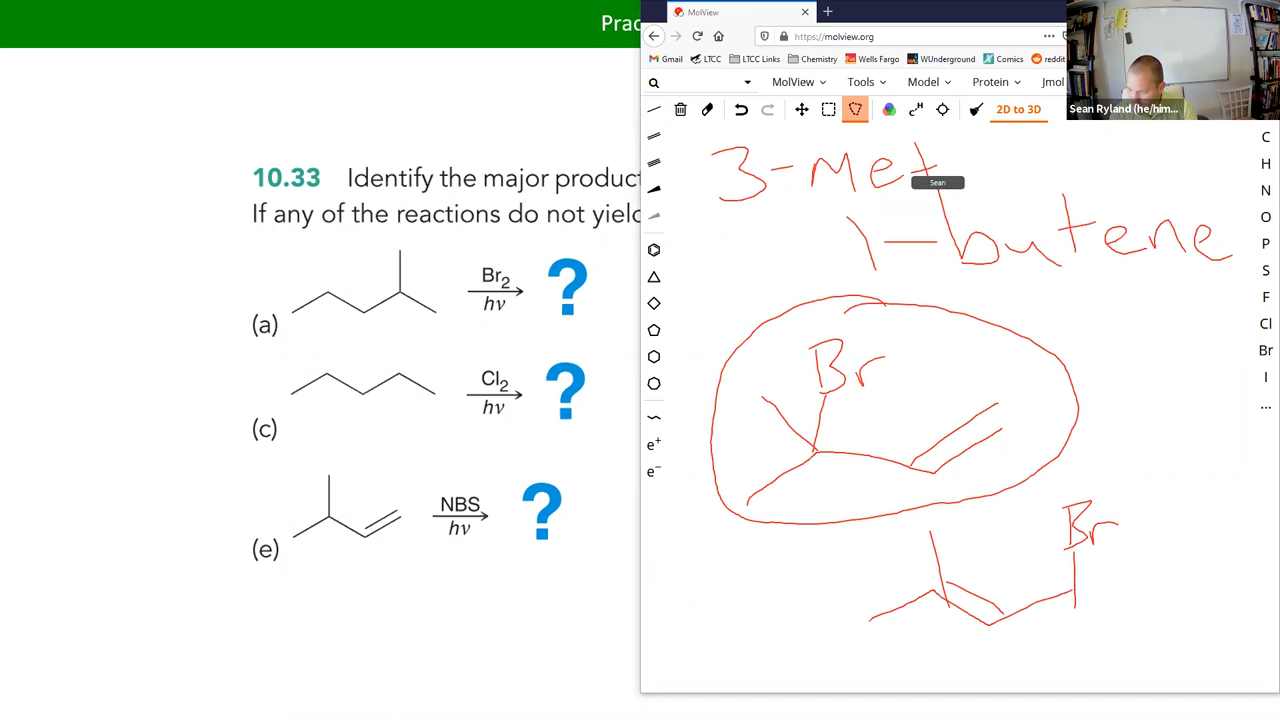 Prac
10.33 Identify the major produc
If any of the reactions do not yield
(a)
Br2
hν
?
(c)
Cl2
hν
?
(e)
NBS
hν
?
MolView
https://molview.org
Gmail LTCC LTCC Links Chemistry Wells Fargo WUnderground Comics reddit
MolView Tools Model Protein Jmol
2D to 3D
Sean Ryland (he/him...
3-Met
Sean
1-butene
Br
Br
C
H
N
O
P
S
F
Cl
Br
I
...
e+
e-